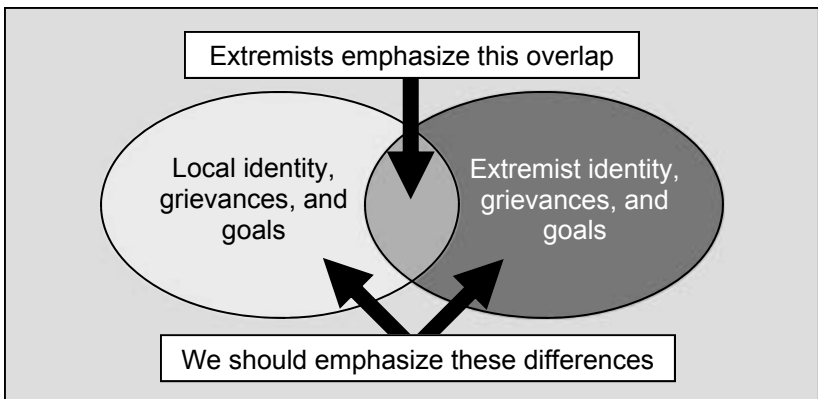 Extremists emphasize this overlap
Local identity,
grievances, and
goals
Extremist identity,
grievances, and
goals
We should emphasize these differences